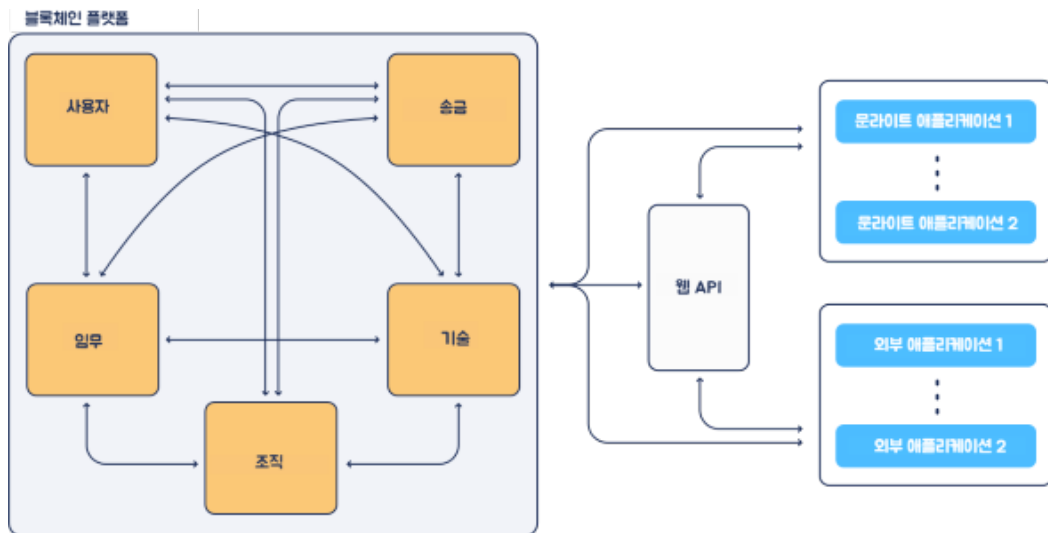 블록체인 플랫폼
사용자
송금
임무
기술
조직
웹 API
문라이트 애플리케이션 1
문라이트 애플리케이션 2
외부 애플리케이션 1
외부 애플리케이션 2